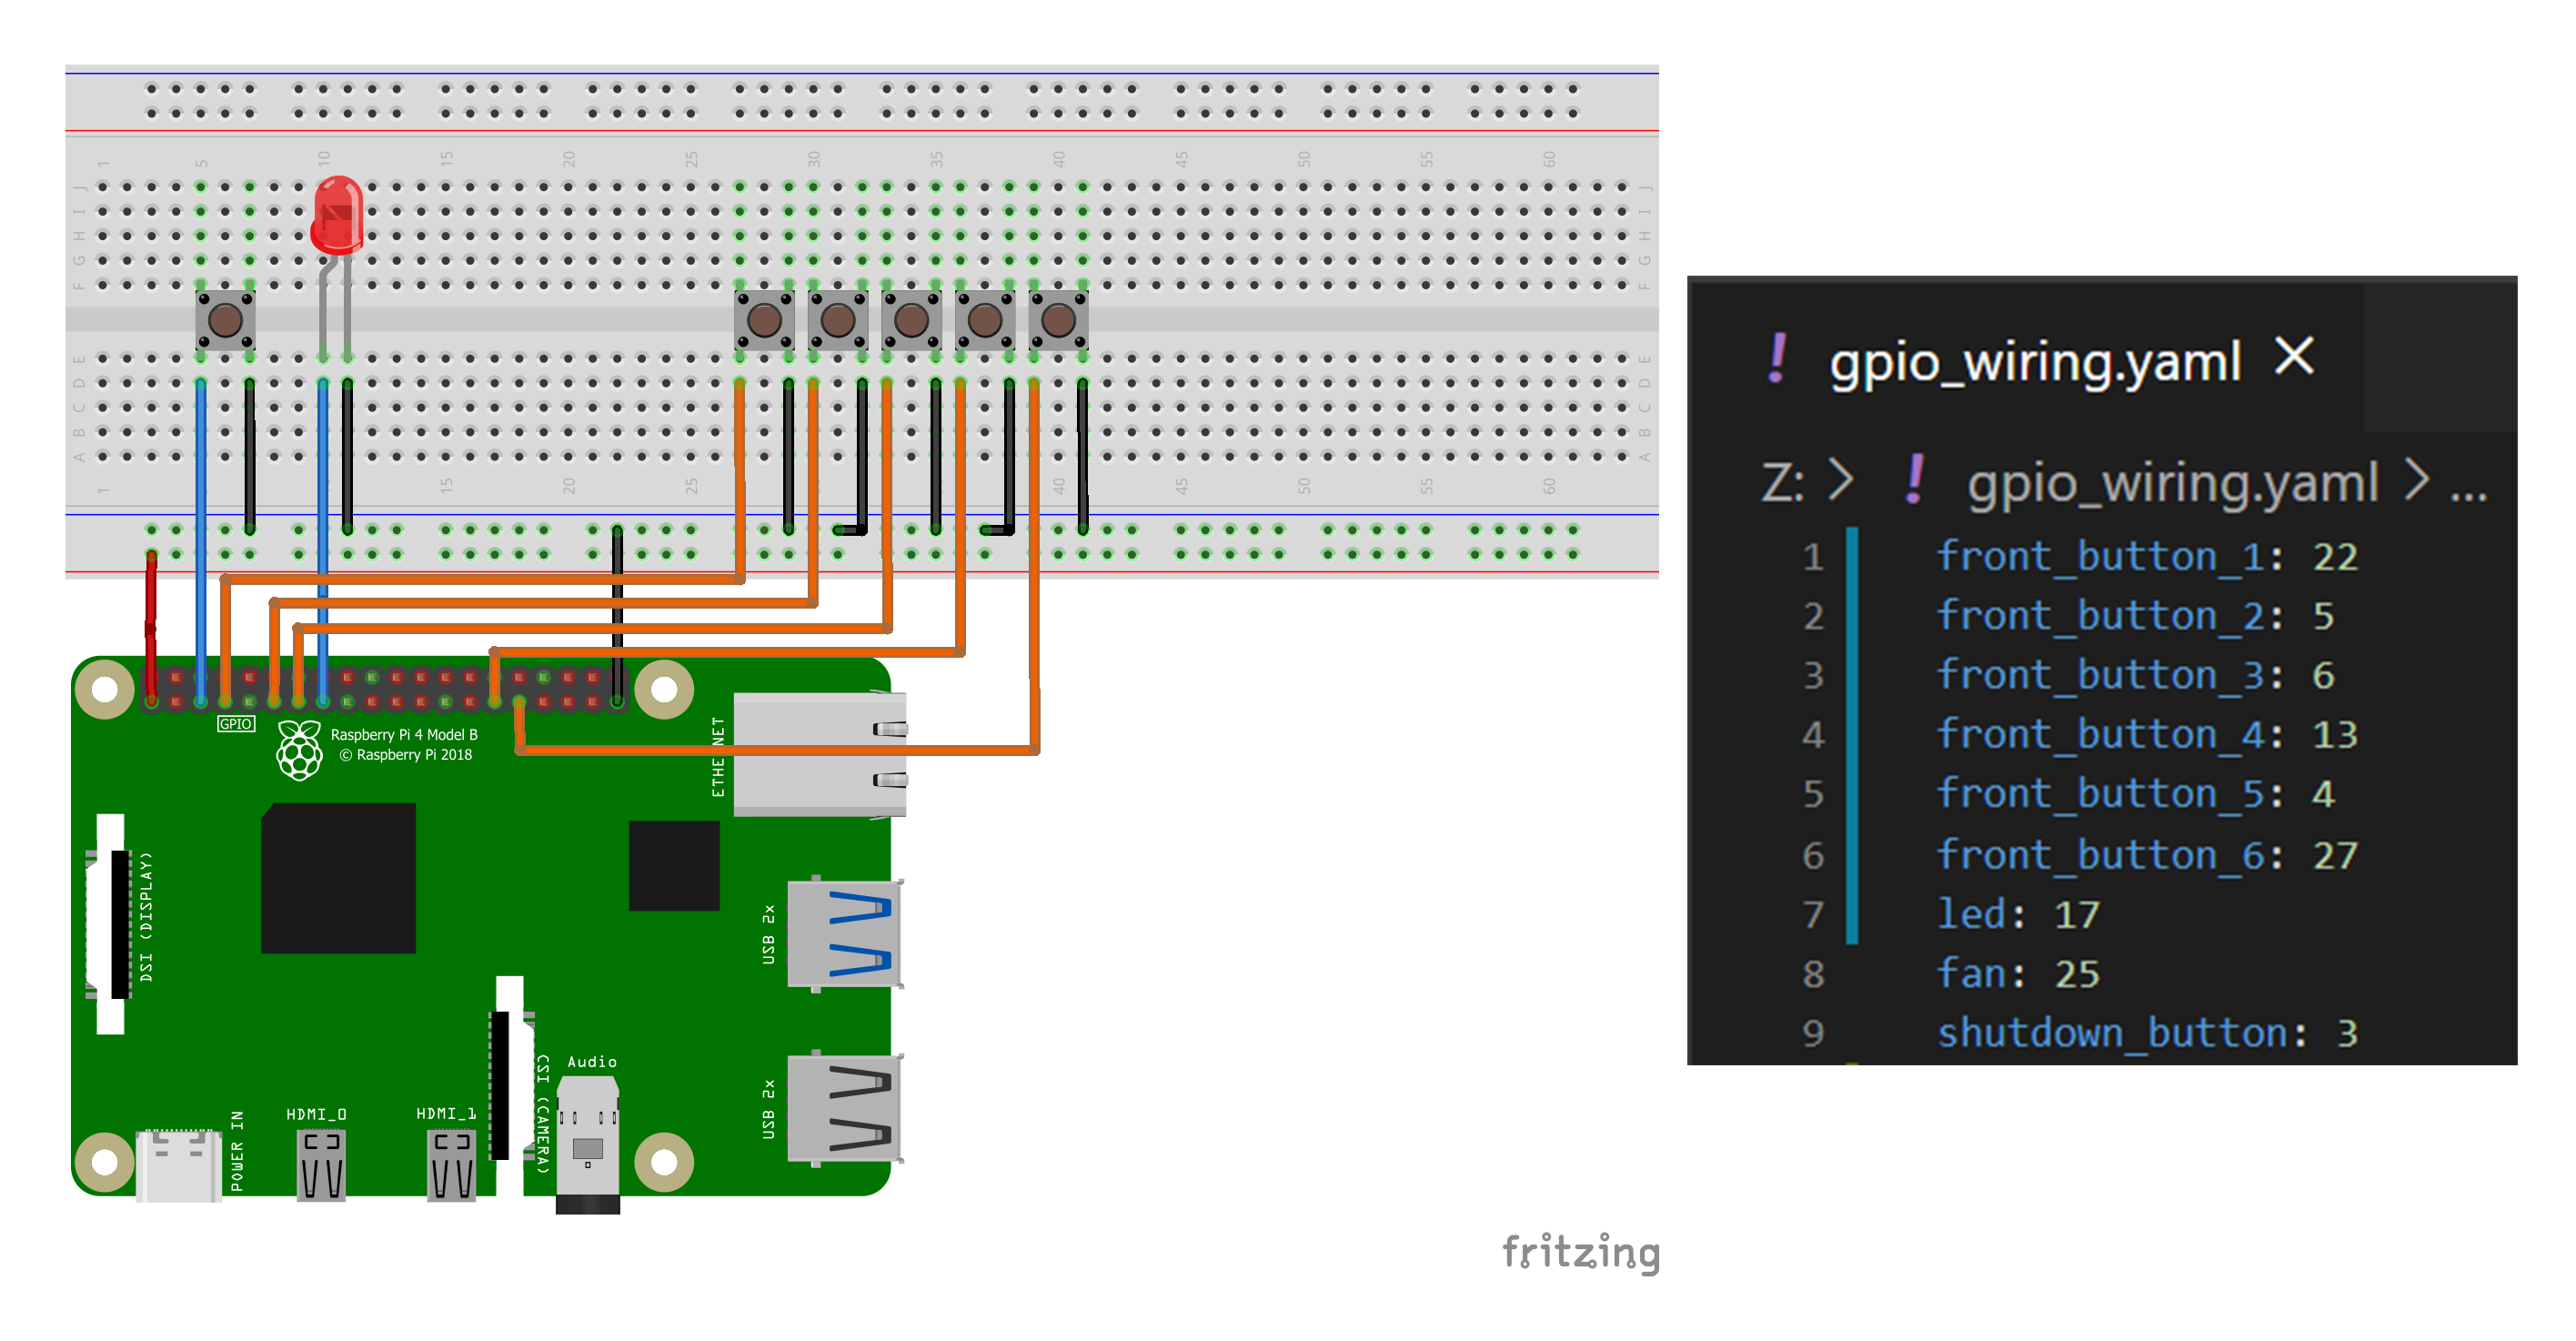 1 5 10 15 20 25 30 35 40 45 50 55 60
J J
I I
H H
G G
F F
E E
D D
C C
B B
A A
1 15 20 25 40 45 50 55 60
GPIO
Raspberry Pi 4 Model B
© Raspberry Pi 2018
ETHERNET
DSI (DISPLAY)
USB 2x
USB 2x
CSI (CAMERA)
Audio
HDMI_0
HDMI_1
POWER IN
fritzing
! gpio_wiring.yaml ×
Z: > ! gpio_wiring.yaml > ...
1 front_button_1: 22
2 front_button_2: 5
3 front_button_3: 6
4 front_button_4: 13
5 front_button_5: 4
6 front_button_6: 27
7 led: 17
8 fan: 25
9 shutdown_button: 3